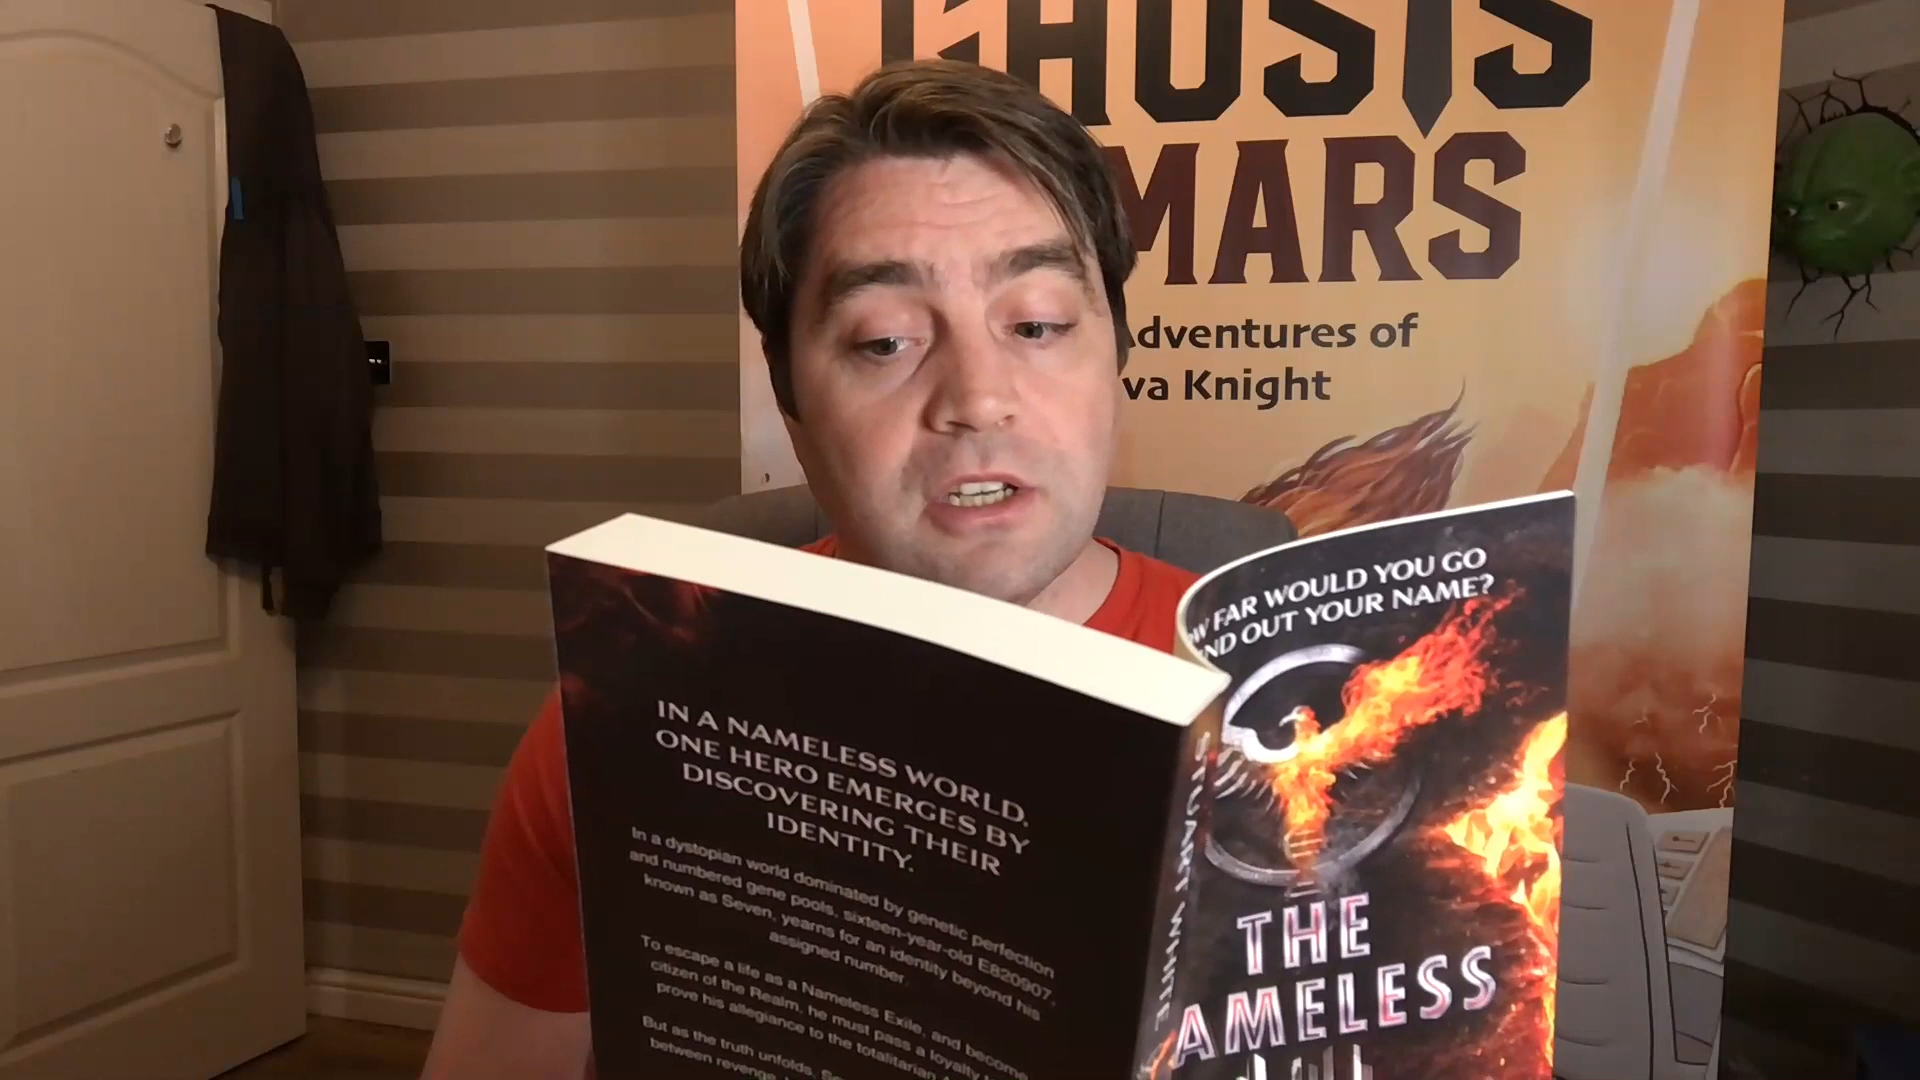 GHOSTS
MARS
Adventures of
va Knight
FAR WOULD YOU GO
ND OUT YOUR NAME?
IN A NAMELESS WORLD,
ONE HERO EMERGES BY
DISCOVERING THEIR
IDENTITY.
In a dystopian world dominated by genetic perfection
and numbered gene pools, sixteen-year-old E820907,
known as Seven, yearns for an identity beyond his
assigned number.
To escape a life as a Nameless Exile, and become
citizen of the Realm, he must pass a loyalty
prove his allegiance to the totalitarian
But as the truth unfolds,
between revenge
STUART WHITE
THE
AMELESS